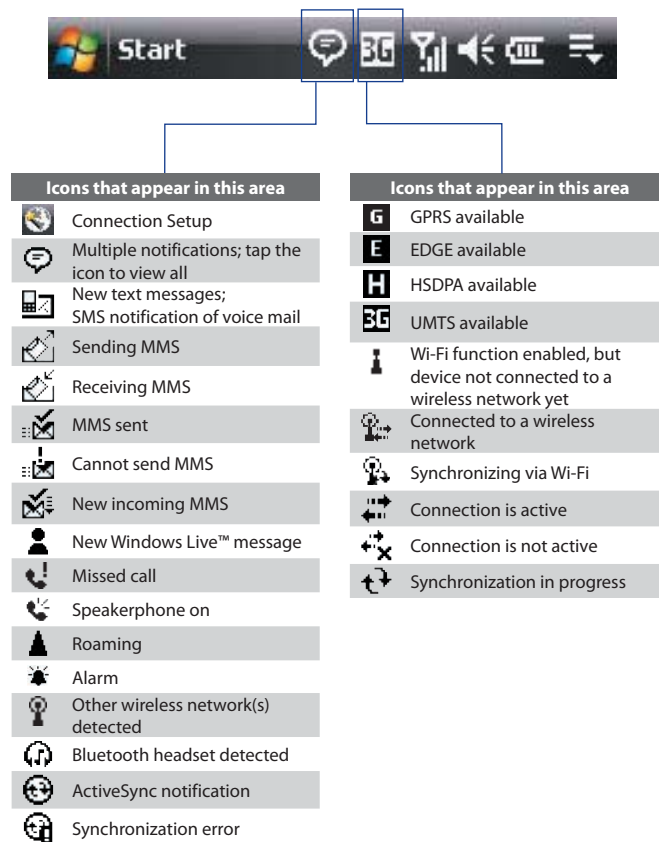 Start
3G
Icons that appear in this area
Connection Setup
Multiple notifications; tap the
icon to view all
New text messages;
SMS notification of voice mail
Sending MMS
Receiving MMS
MMS sent
Cannot send MMS
New incoming MMS
New Windows Live™ message
Missed call
Speakerphone on
Roaming
Alarm
Other wireless network(s)
detected
Bluetooth headset detected
ActiveSync notification
Synchronization error
Icons that appear in this area
G GPRS available
E EDGE available
H HSDPA available
3G UMTS available
Wi-Fi function enabled, but
device not connected to a
wireless network yet
Connected to a wireless
network
Synchronizing via Wi-Fi
Connection is active
Connection is not active
Synchronization in progress